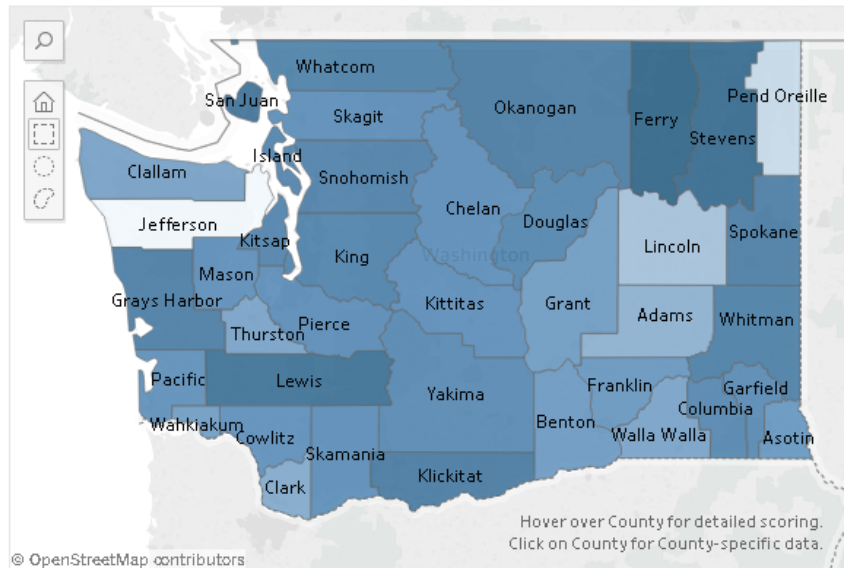 Whatcom
San Juan
Skagit
Okanogan
Ferry
Pend Oreille
Stevens
Island
Clallam
Snohomish
Chelan
Jefferson
Douglas
Kitsap
Lincoln
Spokane
King
Washington
Mason
Grays Harbor
Kittitas
Grant
Pierce
Adams
Whitman
Thurston
Pacific
Lewis
Yakima
Franklin
Garfield
Benton
Columbia
Wahkiakum
Cowlitz
Walla Walla
Asotin
Skamania
Klickitat
Clark
Hover over County for detailed scoring.
Click on County for County-specific data.
© OpenStreetMap contributors